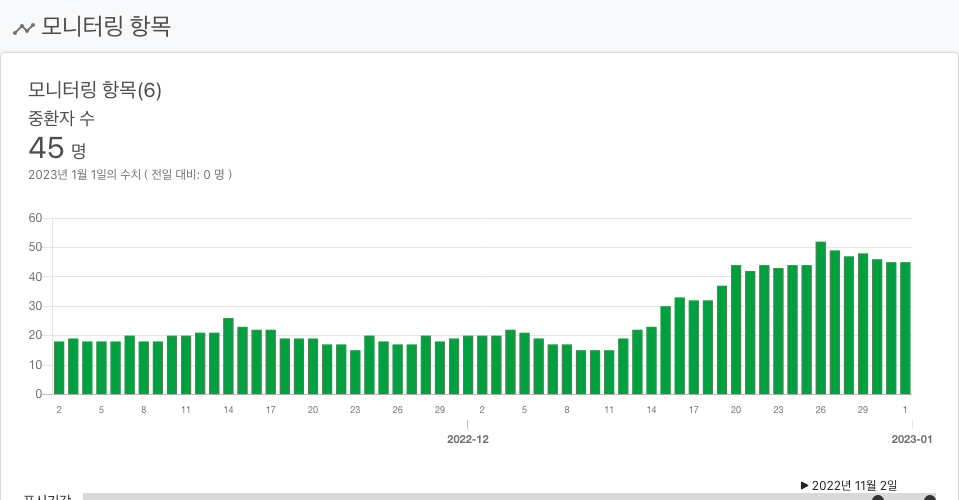 모니터링 항목
모니터링 항목(6)
중환자 수
45 명
2023년 1월 1일의 수치 ( 전일 대비: 0 명 )
60
50
40
30
20
10
0
2 5 8 11 14 17 20 23 26 29 2 5 8 11 14 17 20 23 26 29 1
2022-12 2023-01
▶ 2022년 11월 2일
표시기간